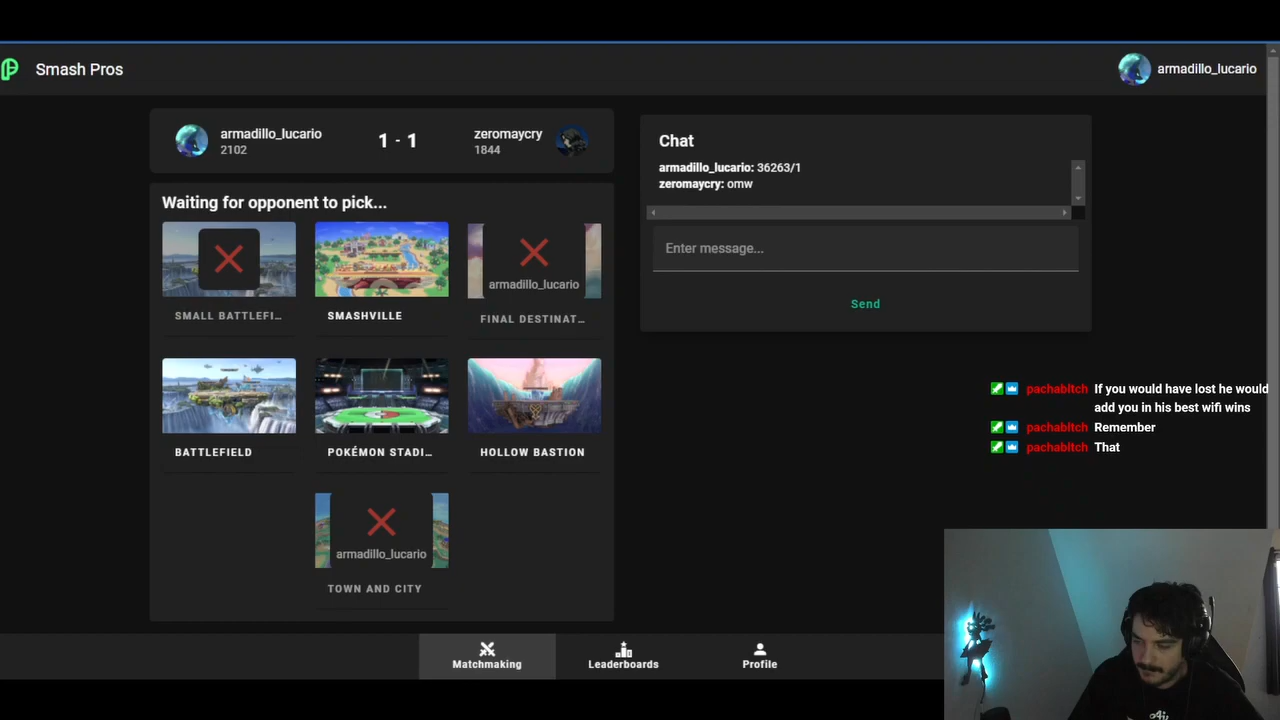 Smash Pros
armadillo_lucario
armadillo_lucario
2102
1 - 1
zeromaycry
1844
Waiting for opponent to pick...
SMALL BATTLEFI...
SMASHVILLE
armadillo_lucario
FINAL DESTINAT...
BATTLEFIELD
POKÉMON STADI...
HOLLOW BASTION
armadillo_lucario
TOWN AND CITY
Chat
armadillo_lucario: 36263/1
zeromaycry: omw
Enter message...
Send
pachabItch If you would have lost he would
add you in his best wifi wins
pachabItch Remember
pachabItch That
Matchmaking
Leaderboards
Profile